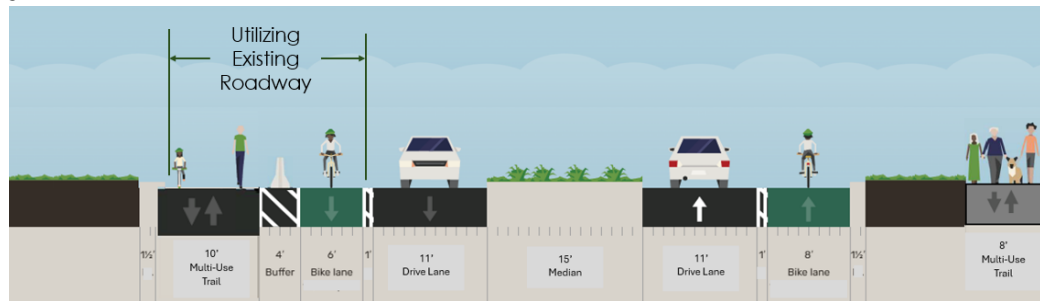 Utilizing
Existing
Roadway
1½'
10'
Multi-Use
Trail
4'
Buffer
6'
Bike lane
1'
11'
Drive Lane
15'
Median
11'
Drive Lane
1'
8'
Bike lane
1½'
8'
Multi-Use
Trail